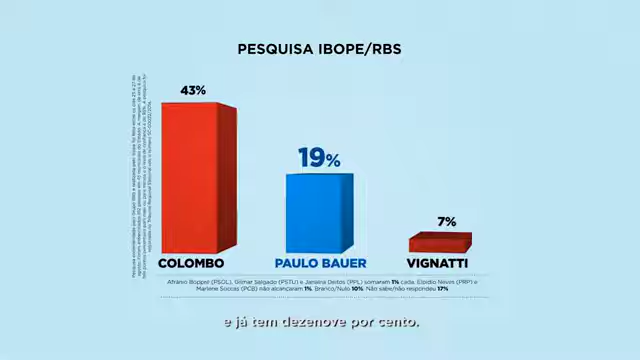 PESQUISA IBOPE/RBS
43%
19%
7%
COLOMBO
PAULO BAUER
VIGNATTI
Afrânio Boppré (PSOL), Gilmar Salgado (PSTU) e Janaina Deitos (PPL) somaram 1% cada. Elpídio Neves (PRP) e
Marlene Soccas (PCB) não alcançaram 1%. Branco/Nulo 10%. Não sabe/não respondeu 17%
e já tem dezenove por cento.